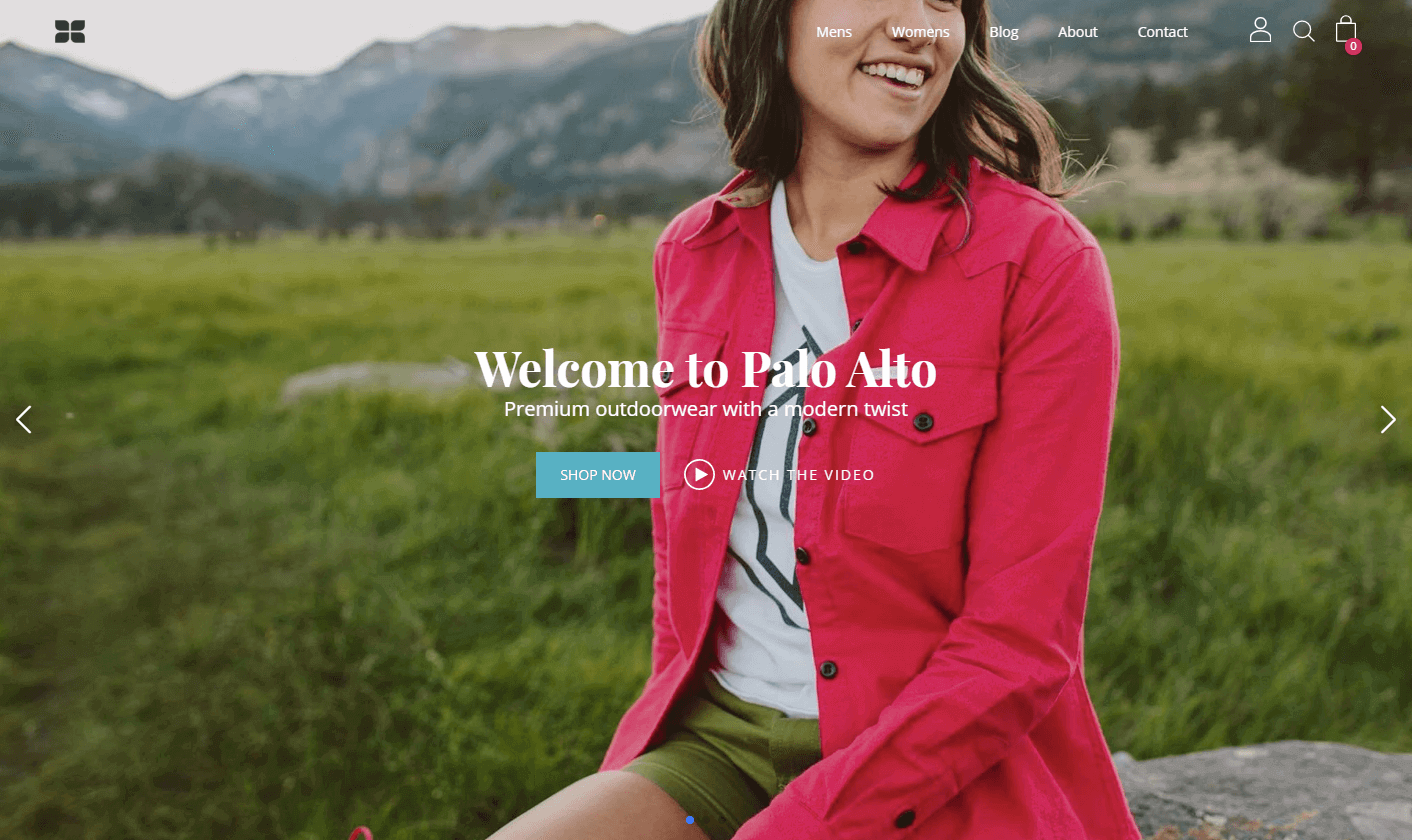 Mens Womens Blog About Contact
0
Welcome to Palo Alto
Premium outdoorwear with a modern twist
SHOP NOW WATCH THE VIDEO